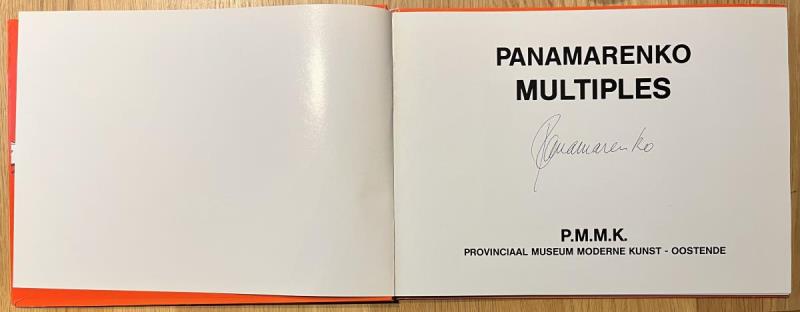 PANAMARENKO
MULTIPLES
Panamarenko
P.M.M.K.
PROVINCIAAL MUSEUM MODERNE KUNST - OOSTENDE